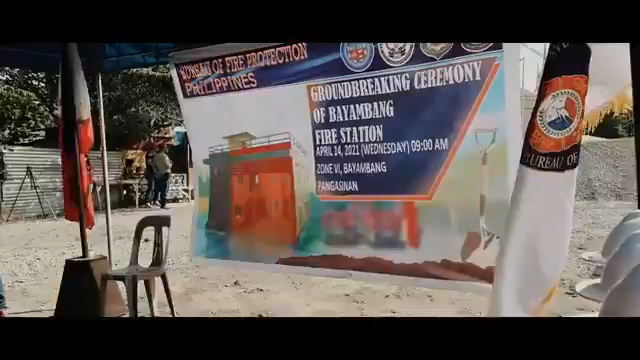 BUREAU OF FIRE PROTECTION
PHILIPPINES
GROUNDBREAKING CEREMONY
OF BAYAMBANG
FIRE STATION
APRIL 14, 2021 (WEDNESDAY) 09:00 AM
ZONE VI, BAYAMBANG
PANGASINAN
BUREAU OF